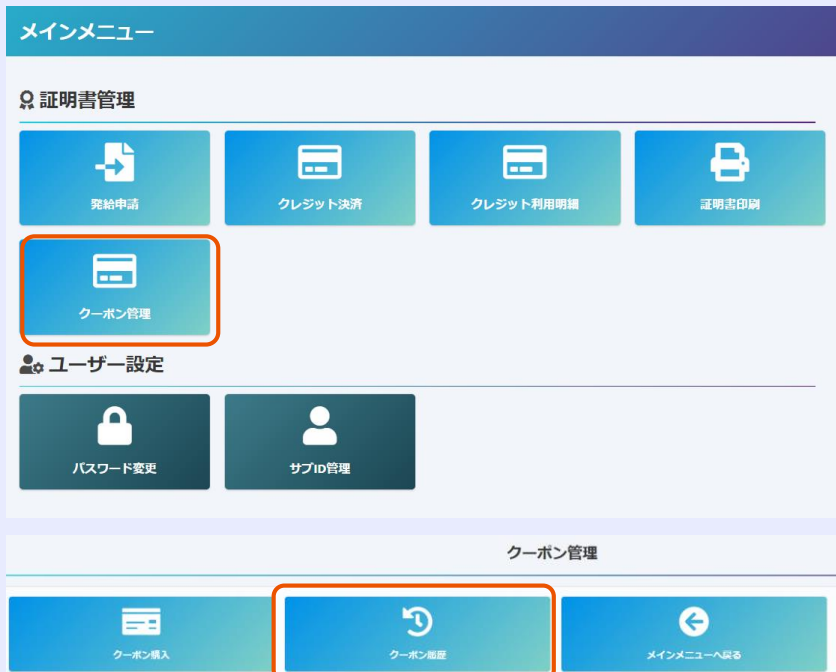 メインメニュー
証明書管理
発給申請
クレジット決済
クレジット利用明細
証明書印刷
クーポン管理
ユーザー設定
パスワード変更
サブID管理
クーポン管理
クーポン購入
クーポン履歴
メインメニューへ戻る